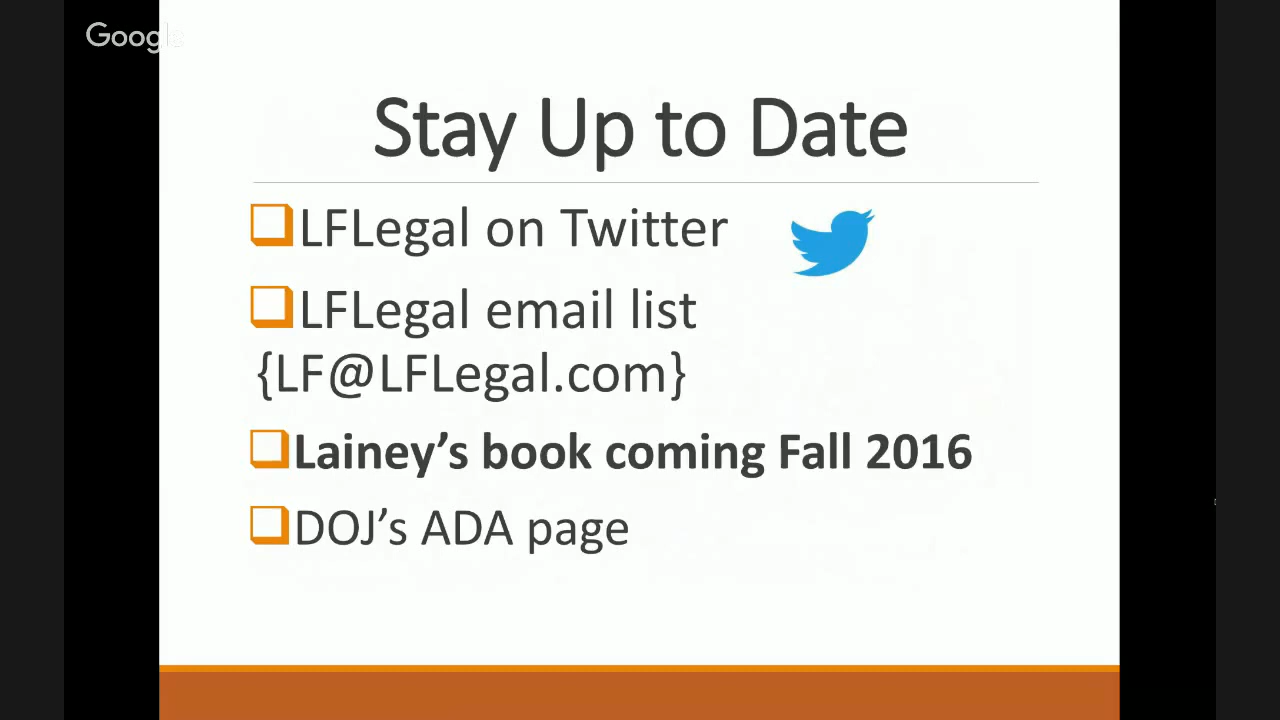 Google
Stay Up to Date
LFLegal on Twitter
LFLegal email list
{LF@LFLegal.com}
Lainey’s book coming Fall 2016
DOJ’s ADA page